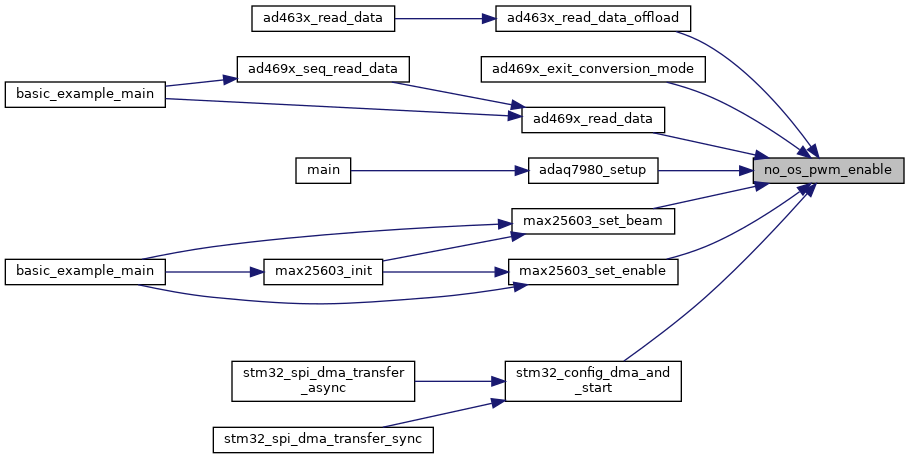 ad463x_read_data
ad463x_read_data_offload
ad469x_seq_read_data
ad469x_exit_conversion_mode
basic_example_main
ad469x_read_data
main
adaq7980_setup
no_os_pwm_enable
max25603_set_beam
basic_example_main
max25603_init
max25603_set_enable
stm32_spi_dma_transfer
_async
stm32_config_dma_and
_start
stm32_spi_dma_transfer_sync